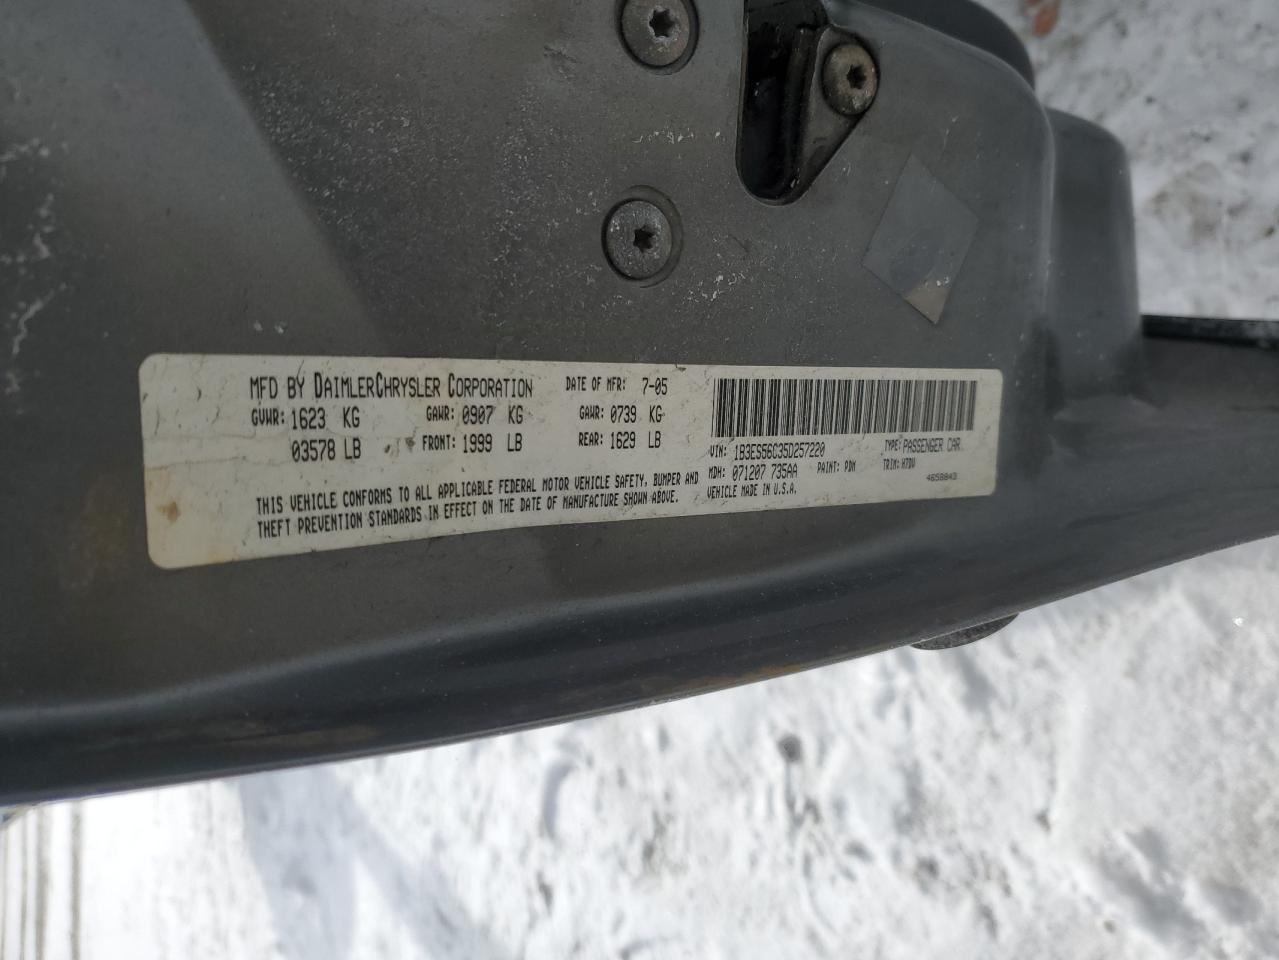 MFD BY DAIMLERCHRYSLER CORPORATION DATE OF MFR: 7-05
GVWR: 1623 KG GAWR: 0907 KG GAWR: 0739 KG
03578 LB FRONT: 1999 LB REAR: 1629 LB
VIN: 1B3ES56C35D257220 TYPE: PASSENGER CAR
MDH: 071207 735AA PAINT: PDM TRIM: H7DV
VEHICLE MADE IN U.S.A. 4658843
THIS VEHICLE CONFORMS TO ALL APPLICABLE FEDERAL MOTOR VEHICLE SAFETY, BUMPER AND
THEFT PREVENTION STANDARDS IN EFFECT ON THE DATE OF MANUFACTURE SHOWN ABOVE.